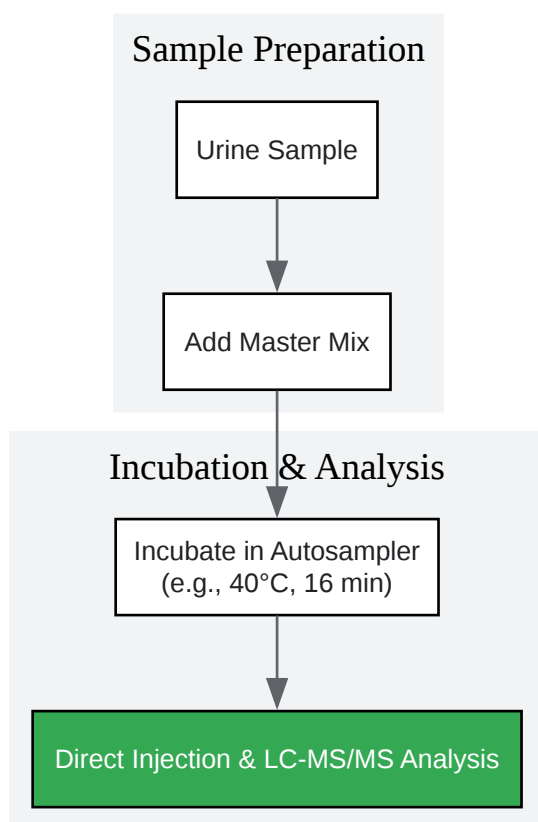 Sample Preparation
Urine Sample
Add Master Mix
Incubation & Analysis
Incubate in Autosampler
(e.g., 40°C, 16 min)
Direct Injection & LC-MS/MS Analysis